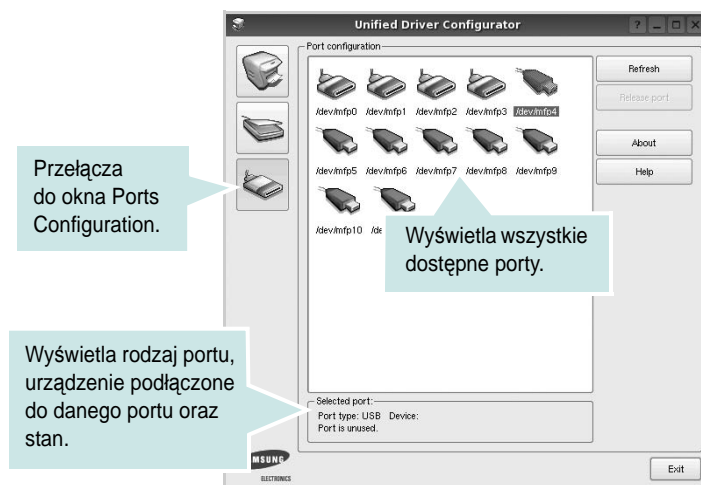 Unified Driver Configurator
Port configuration
/dev/mfp0 /dev/mfp1 /dev/mfp2 /dev/mfp3 /dev/mfp4
/dev/mfp5 /dev/mfp6 /dev/mfp7 /dev/mfp8 /dev/mfp9
/dev/mfp10
Refresh
Release port
About
Help
Przełącza
do okna Ports
Configuration.
Wyświetla wszystkie
dostępne porty.
Wyświetla rodzaj portu,
urządzenie podłączone
do danego portu oraz
stan.
Selected port:
Port type: USB Device:
Port is unused.
ELECTRONICS
Exit